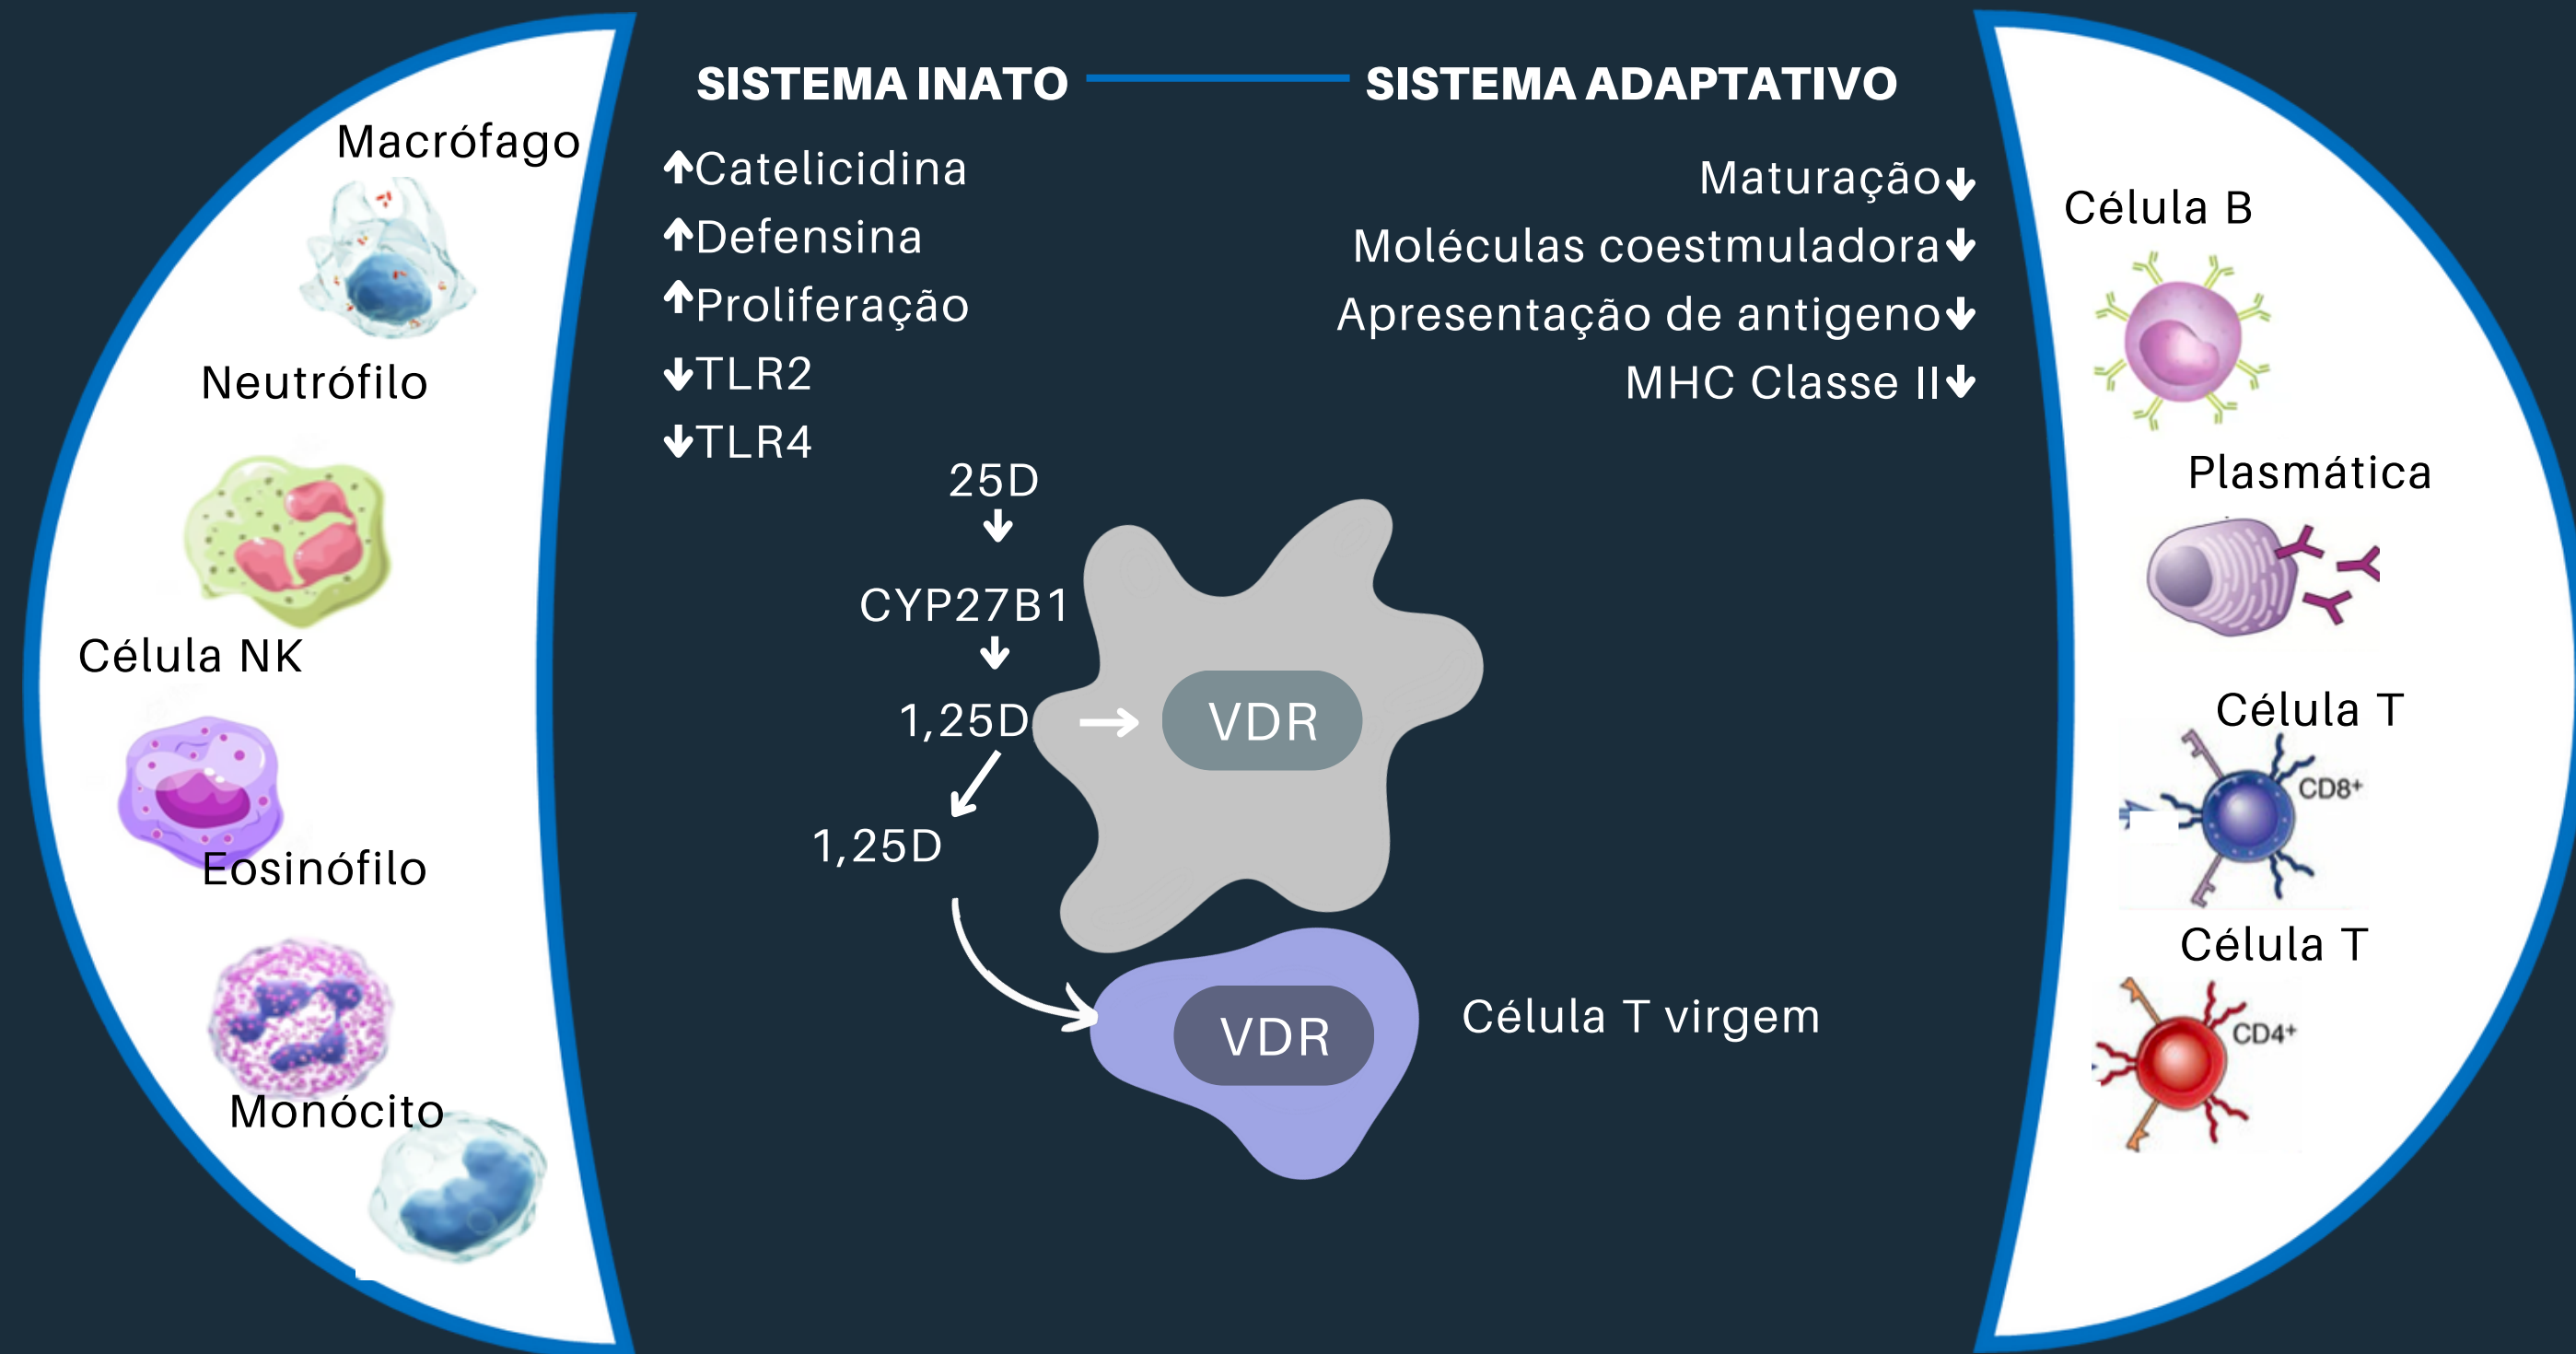 Macrófago
Neutrófilo
Célula NK
Eosinófilo
Monócito
SISTEMA INATO
Catelicidina
Defensina
Proliferação
TLR2
TLR4
SISTEMA ADAPTATIVO
Maturação
Moléculas coestmuladora
Apresentação de antigeno
MHC Classe II
25D
CYP27B1
1,25D
VDR
1,25D
VDR
Célula T virgem
Célula B
Plasmática
Célula T
CD8+
Célula T
CD4+